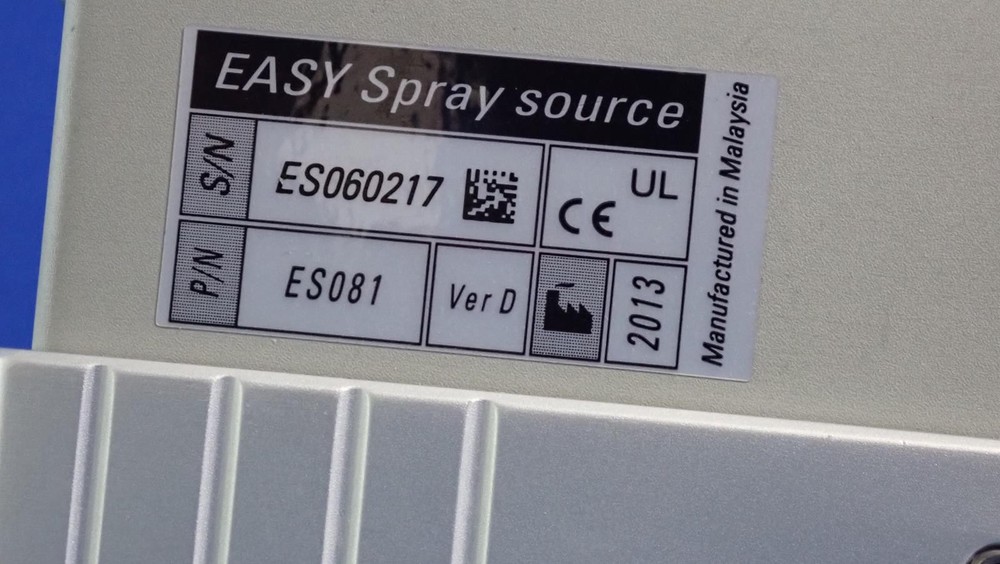 EASY Spray source
S/N
ES060217
CE
UL
P/N
ES081
Ver D
2013
Manufactured in Malaysia